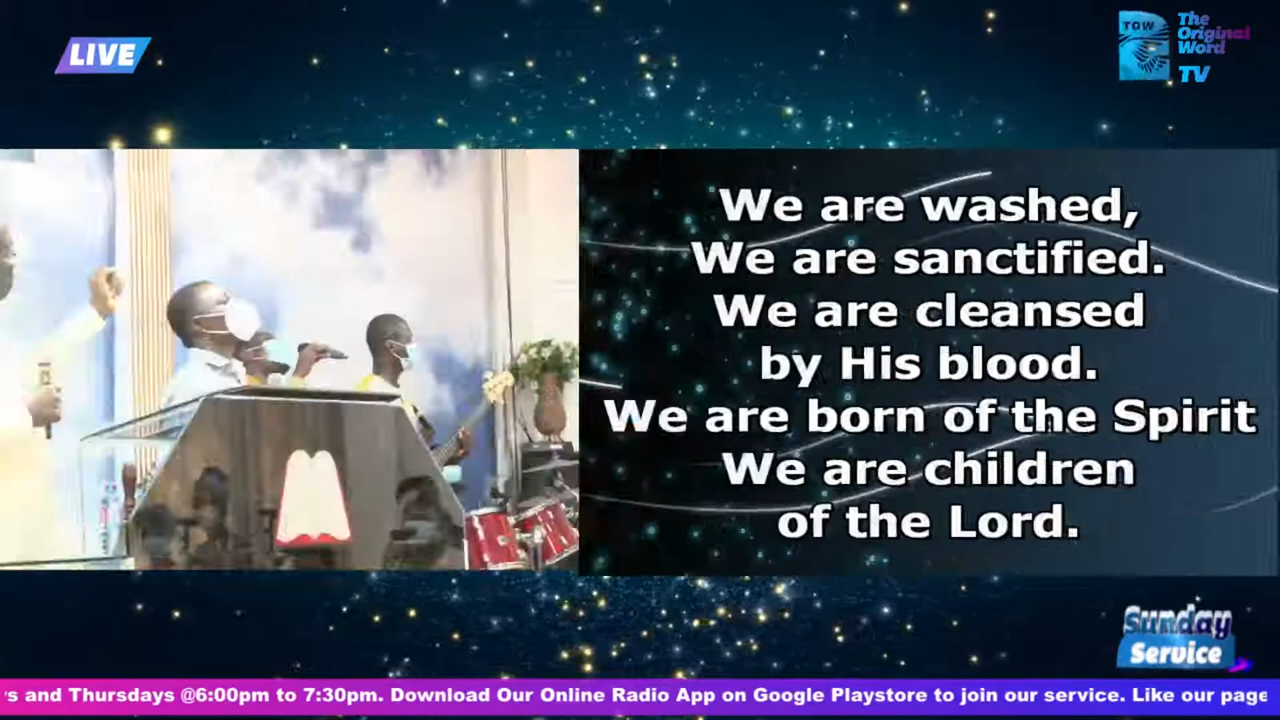 LIVE
TOW
The
Original
Word
TV
We are washed,
We are sanctified.
We are cleansed
by His blood.
We are born of the Spirit
We are children
of the Lord.
Sunday
Service
and Thursdays @6:00pm to 7:30pm. Download Our Online Radio App on Google Playstore to join our service. Like our page